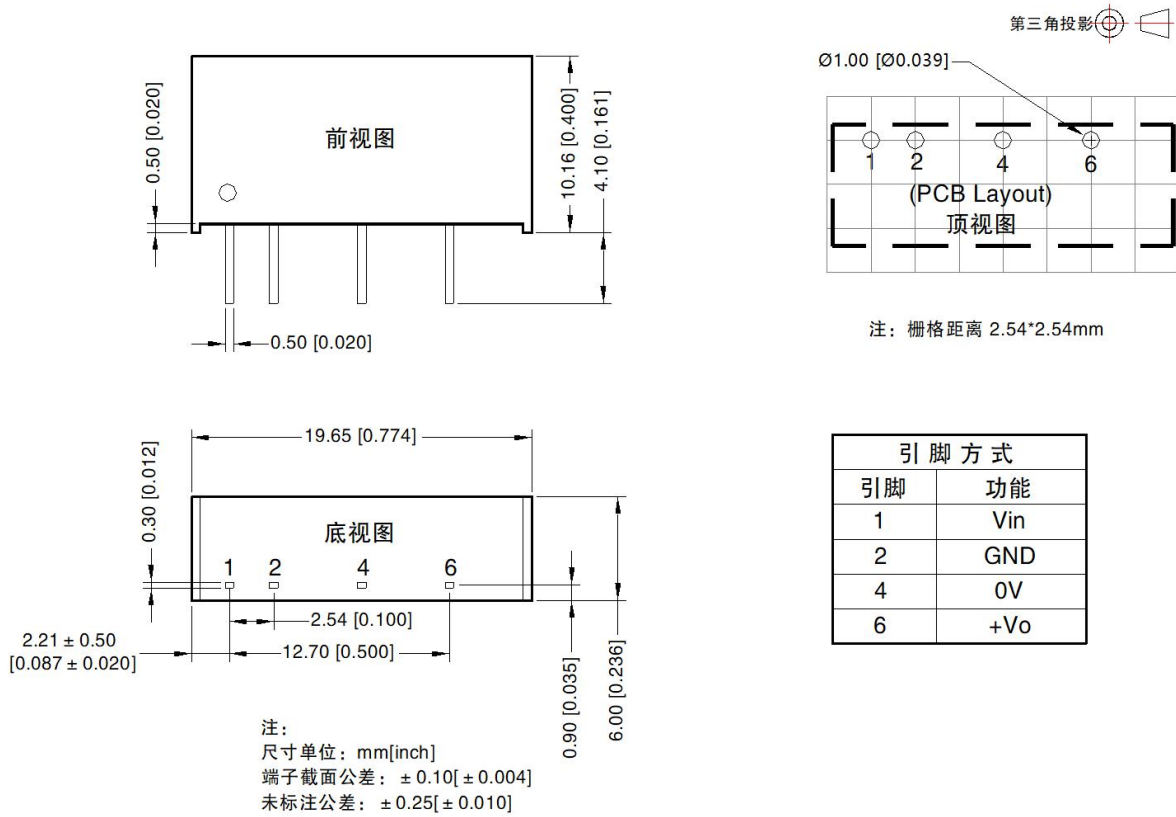 第三角投影
Ø1.00 [Ø0.039]
前视图
0.50 [0.020]
10.16 [0.400]
4.10 [0.161]
0.50 [0.020]
1 2 4 6
(PCB Layout)
顶视图
注：栅格距离 2.54*2.54mm
19.65 [0.774]
0.30 [0.012]
底视图
1 2 4 6
2.54 [0.100]
12.70 [0.500]
2.21 ± 0.50
[0.087 ± 0.020]
0.90 [0.035]
6.00 [0.236]
注：
尺寸单位：mm[inch]
端子截面公差：± 0.10[ ± 0.004]
未标注公差：± 0.25[ ± 0.010]
引 脚 方 式
引脚 功能
1 Vin
2 GND
4 0V
6 +Vo